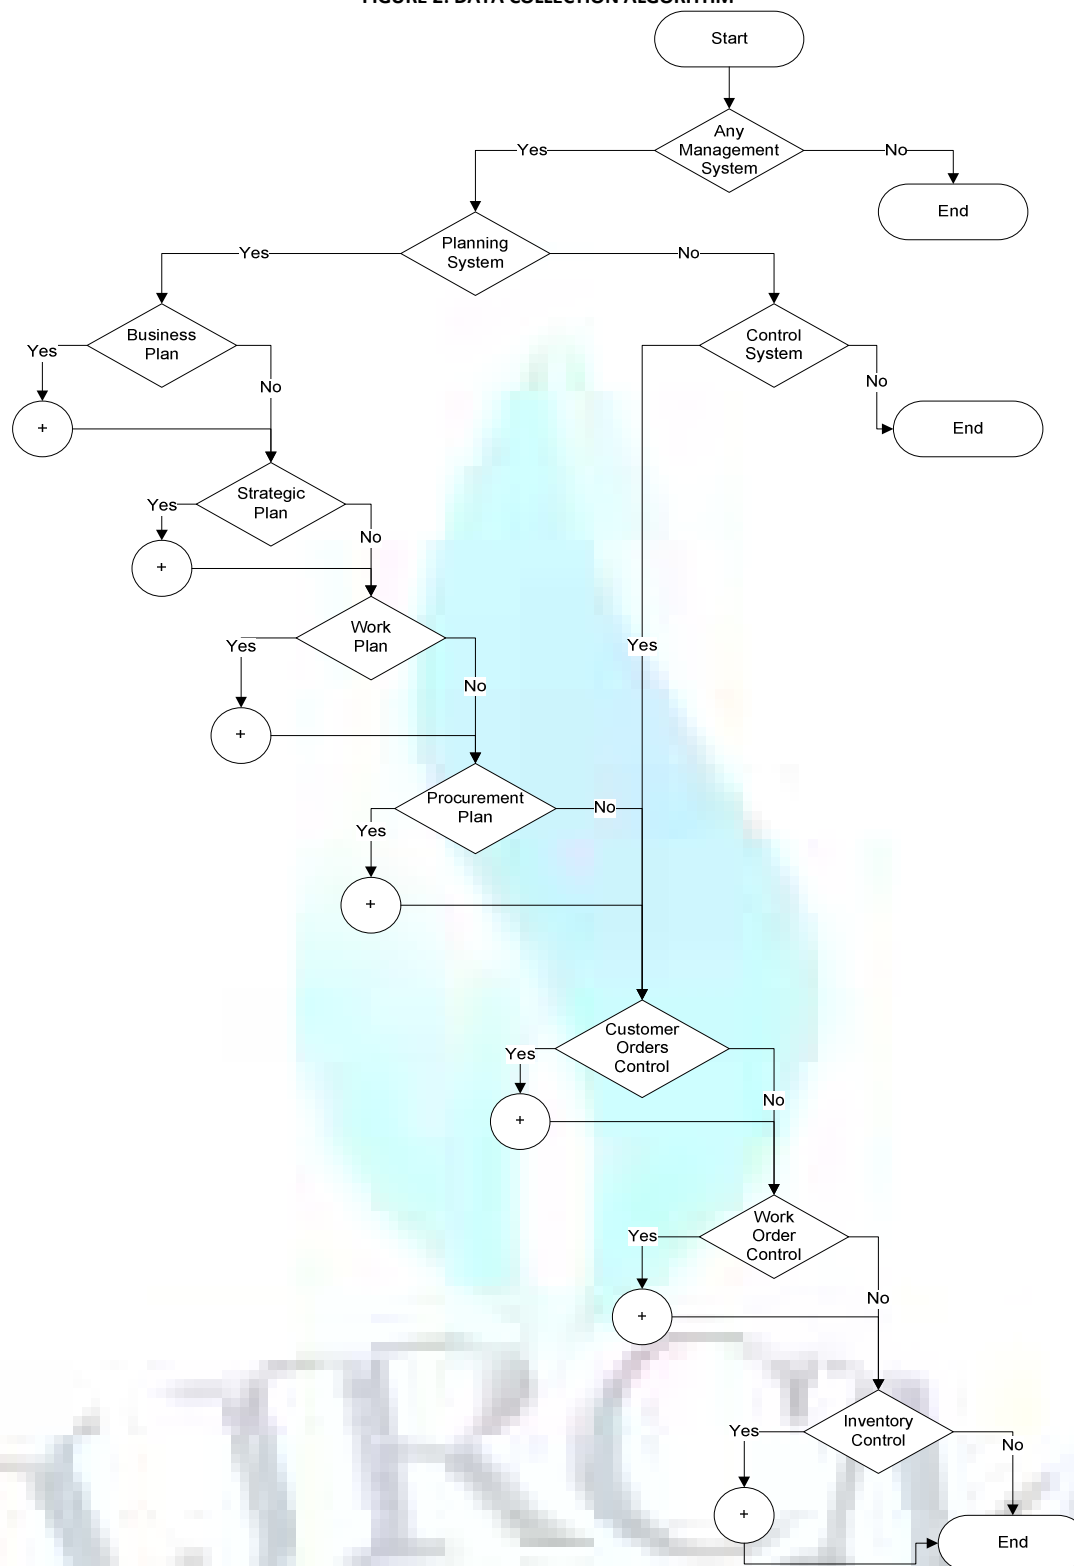 FIGURE 2: DATA COLLECTION ALGORITHM
Start
Any
Management
System
Yes
No
End
Planning
System
Yes
No
Business
Plan
Control
System
Yes
No
No
+
End
Strategic
Plan
Yes
No
+
Work
Plan
Yes
Yes
No
+
Procurement
Plan
No
Yes
+
Customer
Orders
Control
Yes
No
+
Work
Order
Control
Yes
No
+
Inventory
Control
Yes
No
+
End